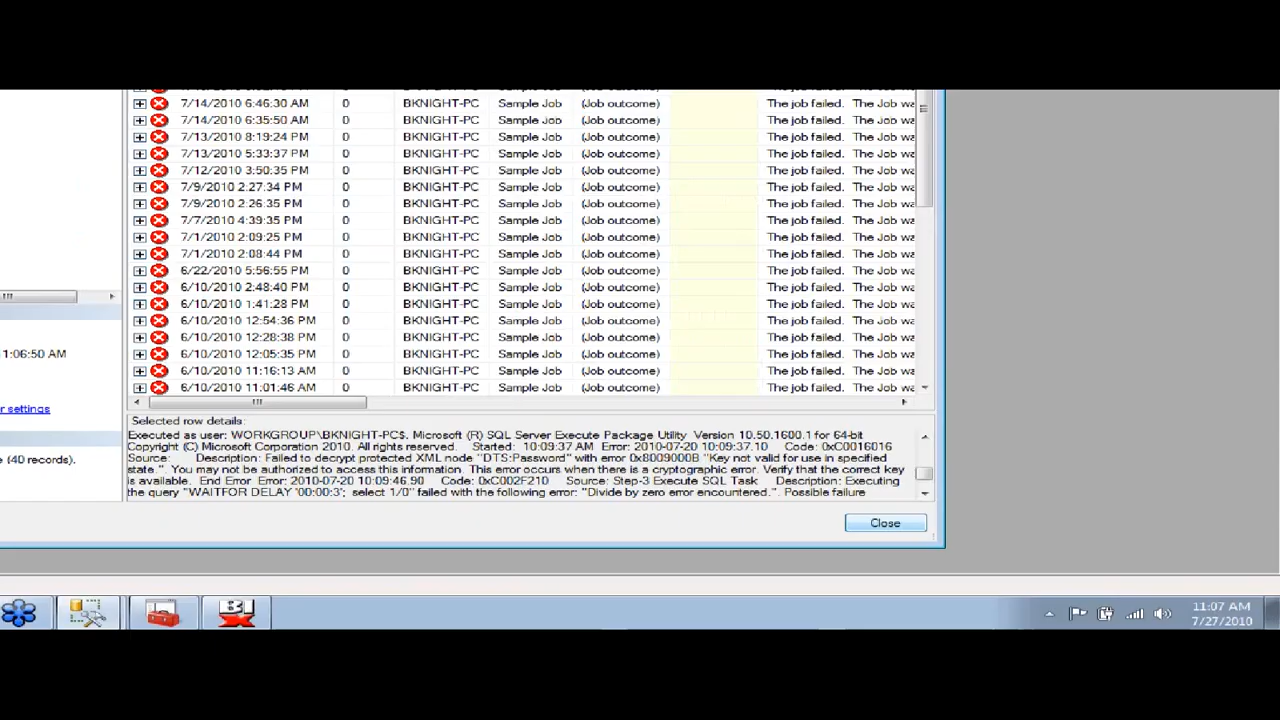 7/14/2010 6:46:30 AM 0 BKNIGHT-PC Sample Job (Job outcome) The job failed. The Job wa
7/14/2010 6:35:50 AM 0 BKNIGHT-PC Sample Job (Job outcome) The job failed. The Job wa
7/13/2010 8:19:24 PM 0 BKNIGHT-PC Sample Job (Job outcome) The job failed. The Job wa
7/13/2010 5:33:37 PM 0 BKNIGHT-PC Sample Job (Job outcome) The job failed. The Job wa
7/12/2010 3:50:35 PM 0 BKNIGHT-PC Sample Job (Job outcome) The job failed. The Job wa
7/9/2010 2:27:34 PM 0 BKNIGHT-PC Sample Job (Job outcome) The job failed. The Job wa
7/9/2010 2:26:35 PM 0 BKNIGHT-PC Sample Job (Job outcome) The job failed. The Job wa
7/7/2010 4:39:35 PM 0 BKNIGHT-PC Sample Job (Job outcome) The job failed. The Job wa
7/1/2010 2:09:25 PM 0 BKNIGHT-PC Sample Job (Job outcome) The job failed. The Job wa
7/1/2010 2:08:44 PM 0 BKNIGHT-PC Sample Job (Job outcome) The job failed. The Job wa
6/22/2010 5:56:55 PM 0 BKNIGHT-PC Sample Job (Job outcome) The job failed. The Job wa
6/10/2010 2:48:40 PM 0 BKNIGHT-PC Sample Job (Job outcome) The job failed. The Job wa
6/10/2010 1:41:28 PM 0 BKNIGHT-PC Sample Job (Job outcome) The job failed. The Job wa
6/10/2010 12:54:36 PM 0 BKNIGHT-PC Sample Job (Job outcome) The job failed. The Job wa
6/10/2010 12:28:38 PM 0 BKNIGHT-PC Sample Job (Job outcome) The job failed. The Job wa
6/10/2010 12:05:35 PM 0 BKNIGHT-PC Sample Job (Job outcome) The job failed. The Job wa
6/10/2010 11:16:13 AM 0 BKNIGHT-PC Sample Job (Job outcome) The job failed. The Job wa
6/10/2010 11:01:46 AM 0 BKNIGHT-PC Sample Job (Job outcome) The job failed. The Job wa
1:06:50 AM
r settings
e (40 records).
Selected row details:
Executed as user: WORKGROUP\BKNIGHT-PC$. Microsoft (R) SQL Server Execute Package Utility Version 10.50.1600.1 for 64-bit
Copyright (C) Microsoft Corporation 2010. All rights reserved. Started: 10:09:37 AM Error: 2010-07-20 10:09:37.10 Code: 0xC0016016
Source: Description: Failed to decrypt protected XML node "DTS:Password" with error 0x8009000B "Key not valid for use in specified
state.". You may not be authorized to access this information. This error occurs when there is a cryptographic error. Verify that the correct key
is available. End Error Error: 2010-07-20 10:09:46.90 Code: 0xC002F210 Source: Step-3 Execute SQL Task Description: Executing
the query "WAITFOR DELAY '00:00:3'; select 1/0" failed with the following error: "Divide by zero error encountered.". Possible failure
Close
BI
11:07 AM
7/27/2010